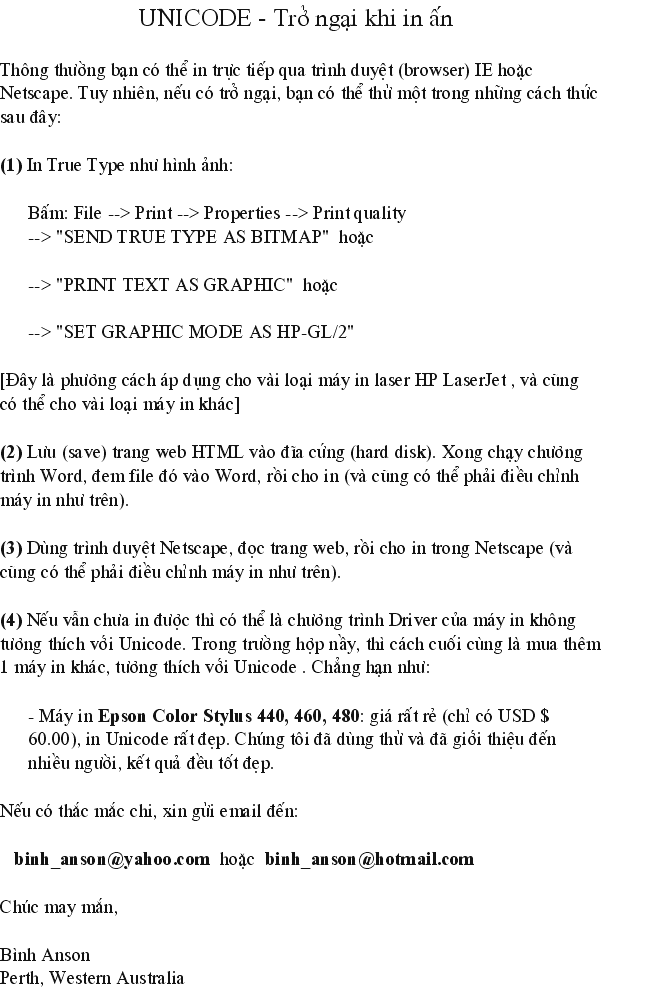 UNICODE - Trở ngại khi in ấn
Thông thường bạn có thể in trực tiếp qua trình duyệt (browser) IE hoặc
Netscape. Tuy nhiên, nếu có trở ngại, bạn có thể thử một trong những cách thức
sau đây:
(1) In True Type như hình ảnh:
Bấm: File --> Print --> Properties --> Print quality
--> "SEND TRUE TYPE AS BITMAP" hoặc
--> "PRINT TEXT AS GRAPHIC" hoặc
--> "SET GRAPHIC MODE AS HP-GL/2"
[Đây là phương cách áp dụng cho vài loại máy in laser HP LaserJet , và cũng
có thể cho vài loại máy in khác]
(2) Lưu (save) trang web HTML vào đĩa cứng (hard disk). Xong chạy chương
trình Word, đem file đó vào Word, rồi cho in (và cũng có thể phải điều chỉnh
máy in như trên).
(3) Dùng trình duyệt Netscape, đọc trang web, rồi cho in trong Netscape (và
cũng có thể phải điều chỉnh máy in như trên).
(4) Nếu vẫn chưa in được thì có thể là chương trình Driver của máy in không
tương thích với Unicode. Trong trường hợp nầy, thì cách cuối cùng là mua thêm
1 máy in khác, tương thích với Unicode . Chẳng hạn như:
- Máy in Epson Color Stylus 440, 460, 480: giá rất rẻ (chỉ có USD $
60.00), in Unicode rất đẹp. Chúng tôi đã dùng thử và đã giới thiệu đến
nhiều người, kết quả đều tốt đẹp.
Nếu có thắc mắc chi, xin gửi email đến:
binh_anson@yahoo.com hoặc binh_anson@hotmail.com
Chúc may mắn,
Bình Anson
Perth, Western Australia